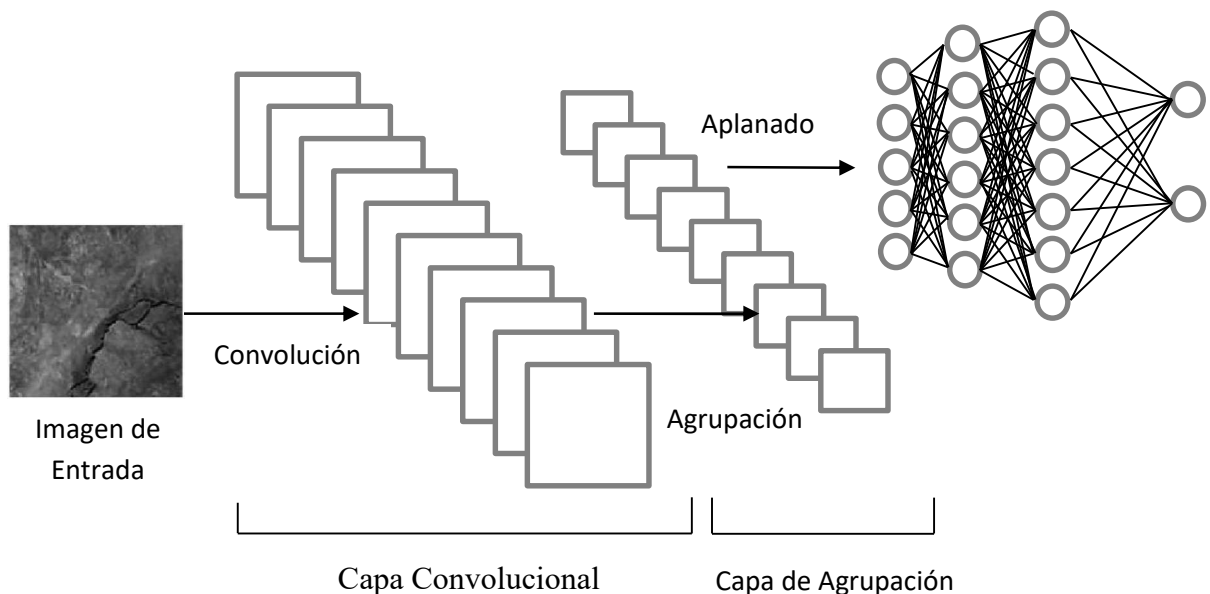 Aplanado
Convolución
Imagen de
Entrada
Agrupación
Capa Convolucional
Capa de Agrupación